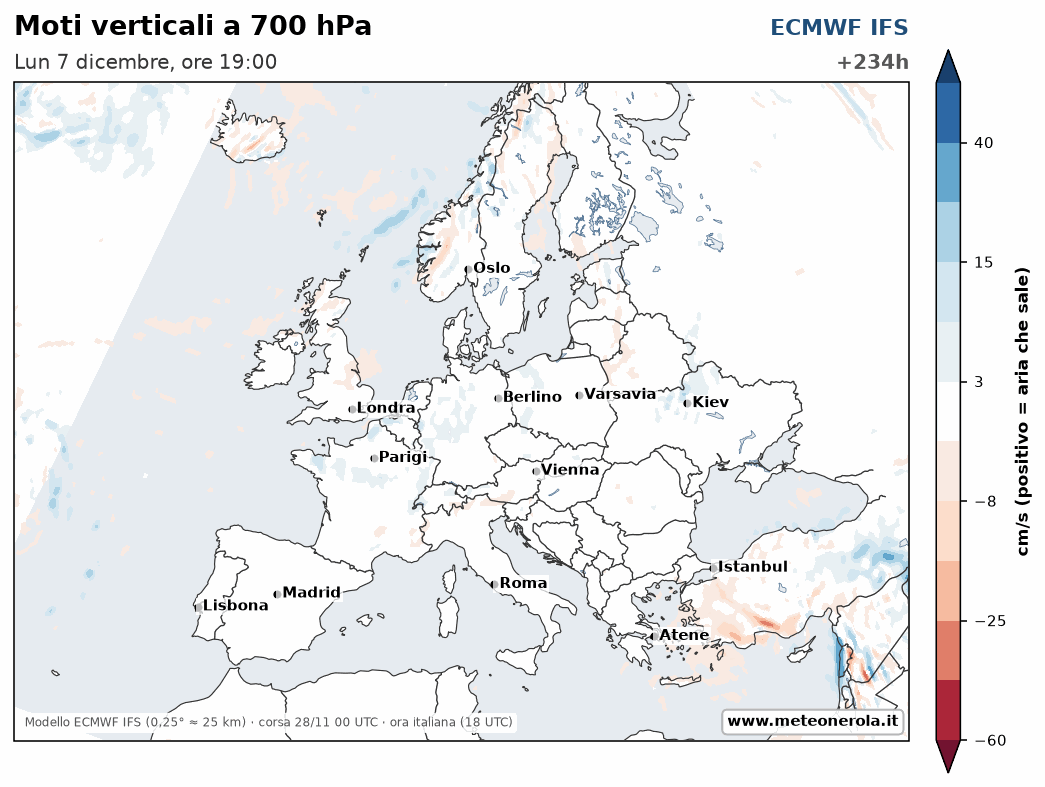 Moti verticali a 700 hPa
ECMWF IFS
Lun 7 dicembre, ore 19:00
+234h
40
15
3
−8
−25
−60
cm/s (positivo = aria che sale)
Oslo
Londra
Berlino
Varsavia
Kiev
Parigi
Vienna
Istanbul
Madrid
Roma
Lisbona
Atene
Modello ECMWF IFS (0,25° ≈ 25 km) · corsa 28/11 00 UTC · ora italiana (18 UTC)
www.meteonerola.it